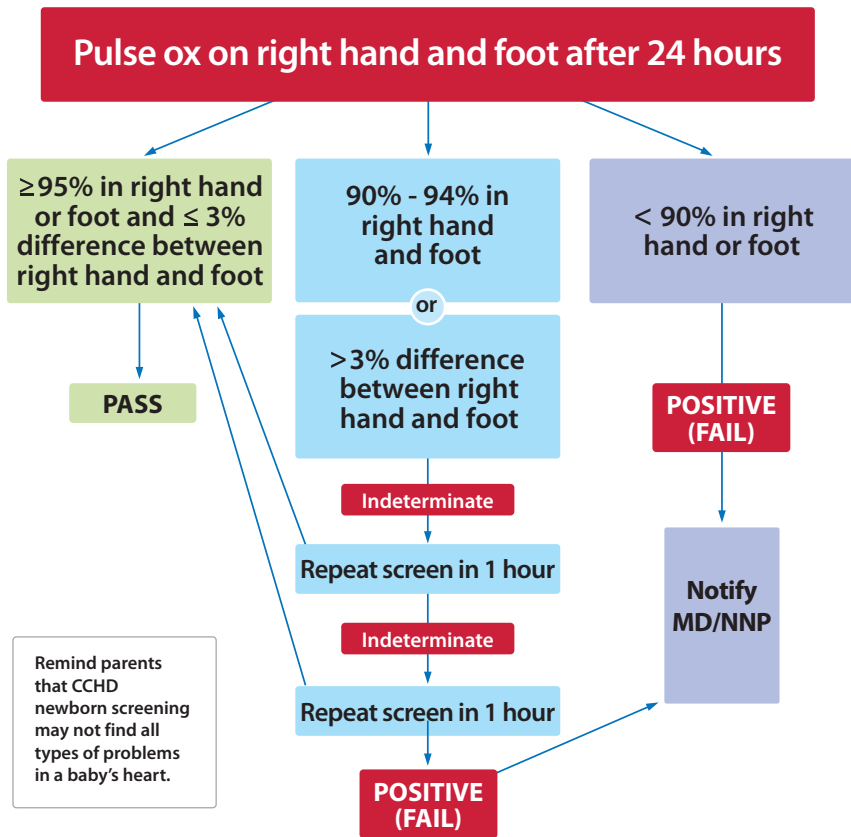 Pulse ox on right hand and foot after 24 hours
≥95% in right hand
or foot and ≤ 3%
difference between
right hand and foot
PASS
90% - 94% in
right hand
and foot
or
>3% difference
between right
hand and foot
Indeterminate
Repeat screen in 1 hour
Indeterminate
Repeat screen in 1 hour
POSITIVE
(FAIL)
< 90% in right
hand or foot
POSITIVE
(FAIL)
Notify
MD/NNP
Remind parents
that CCHD
newborn screening
may not find all
types of problems
in a baby’s heart.